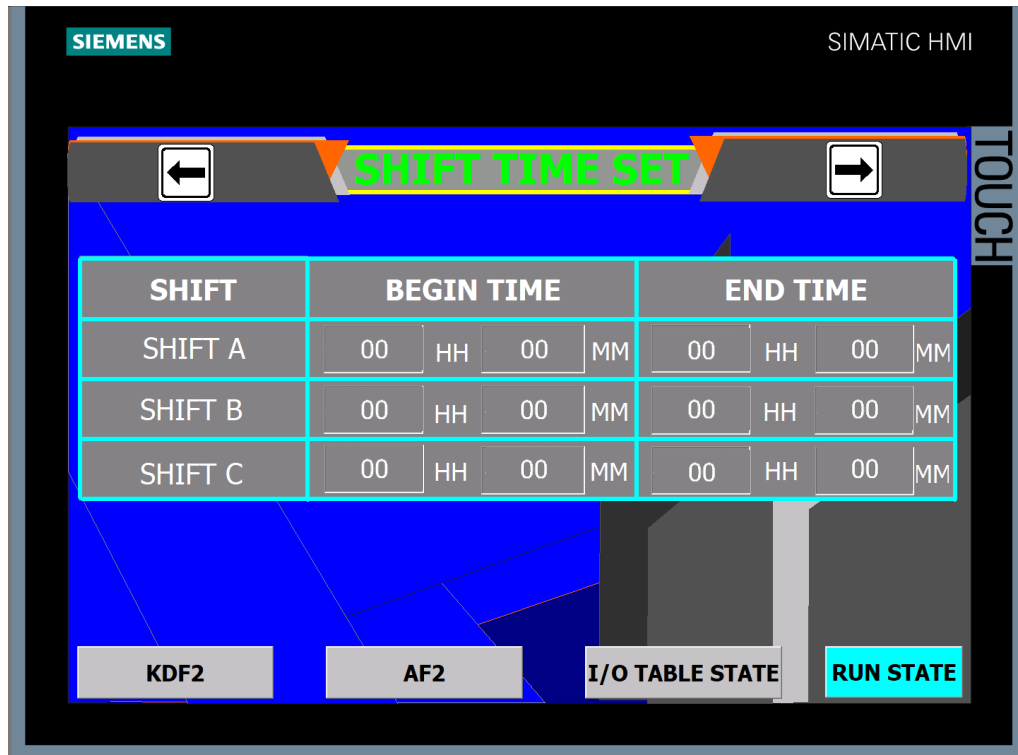 SIEMENS
SIMATIC HMI
TOUCH
SHIFT TIME SET
SHIFT BEGIN TIME END TIME
SHIFT A 00 HH 00 MM 00 HH 00 MM
SHIFT B 00 HH 00 MM 00 HH 00 MM
SHIFT C 00 HH 00 MM 00 HH 00 MM
KDF2 AF2 I/O TABLE STATE RUN STATE